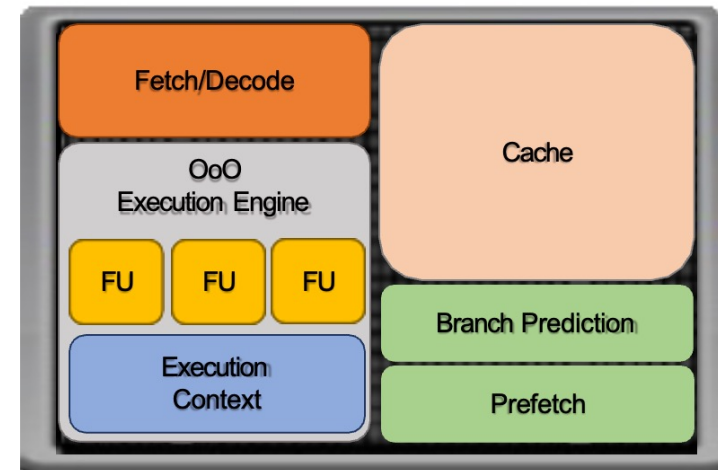 Fetch/Decode
OoO
Execution Engine
FU
FU
FU
Execution
Context
Cache
Branch Prediction
Prefetch